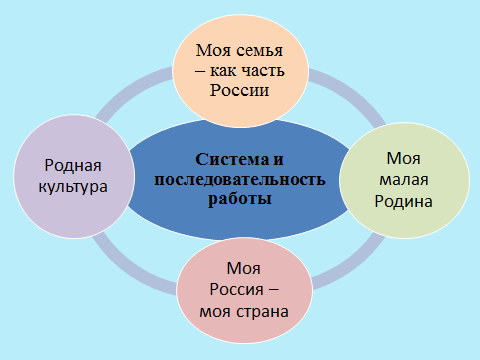 Моя семья
– как часть
России
Родная
культура
Система и
последовательность
работы
Моя
малая
Родина
Моя
Россия –
моя страна